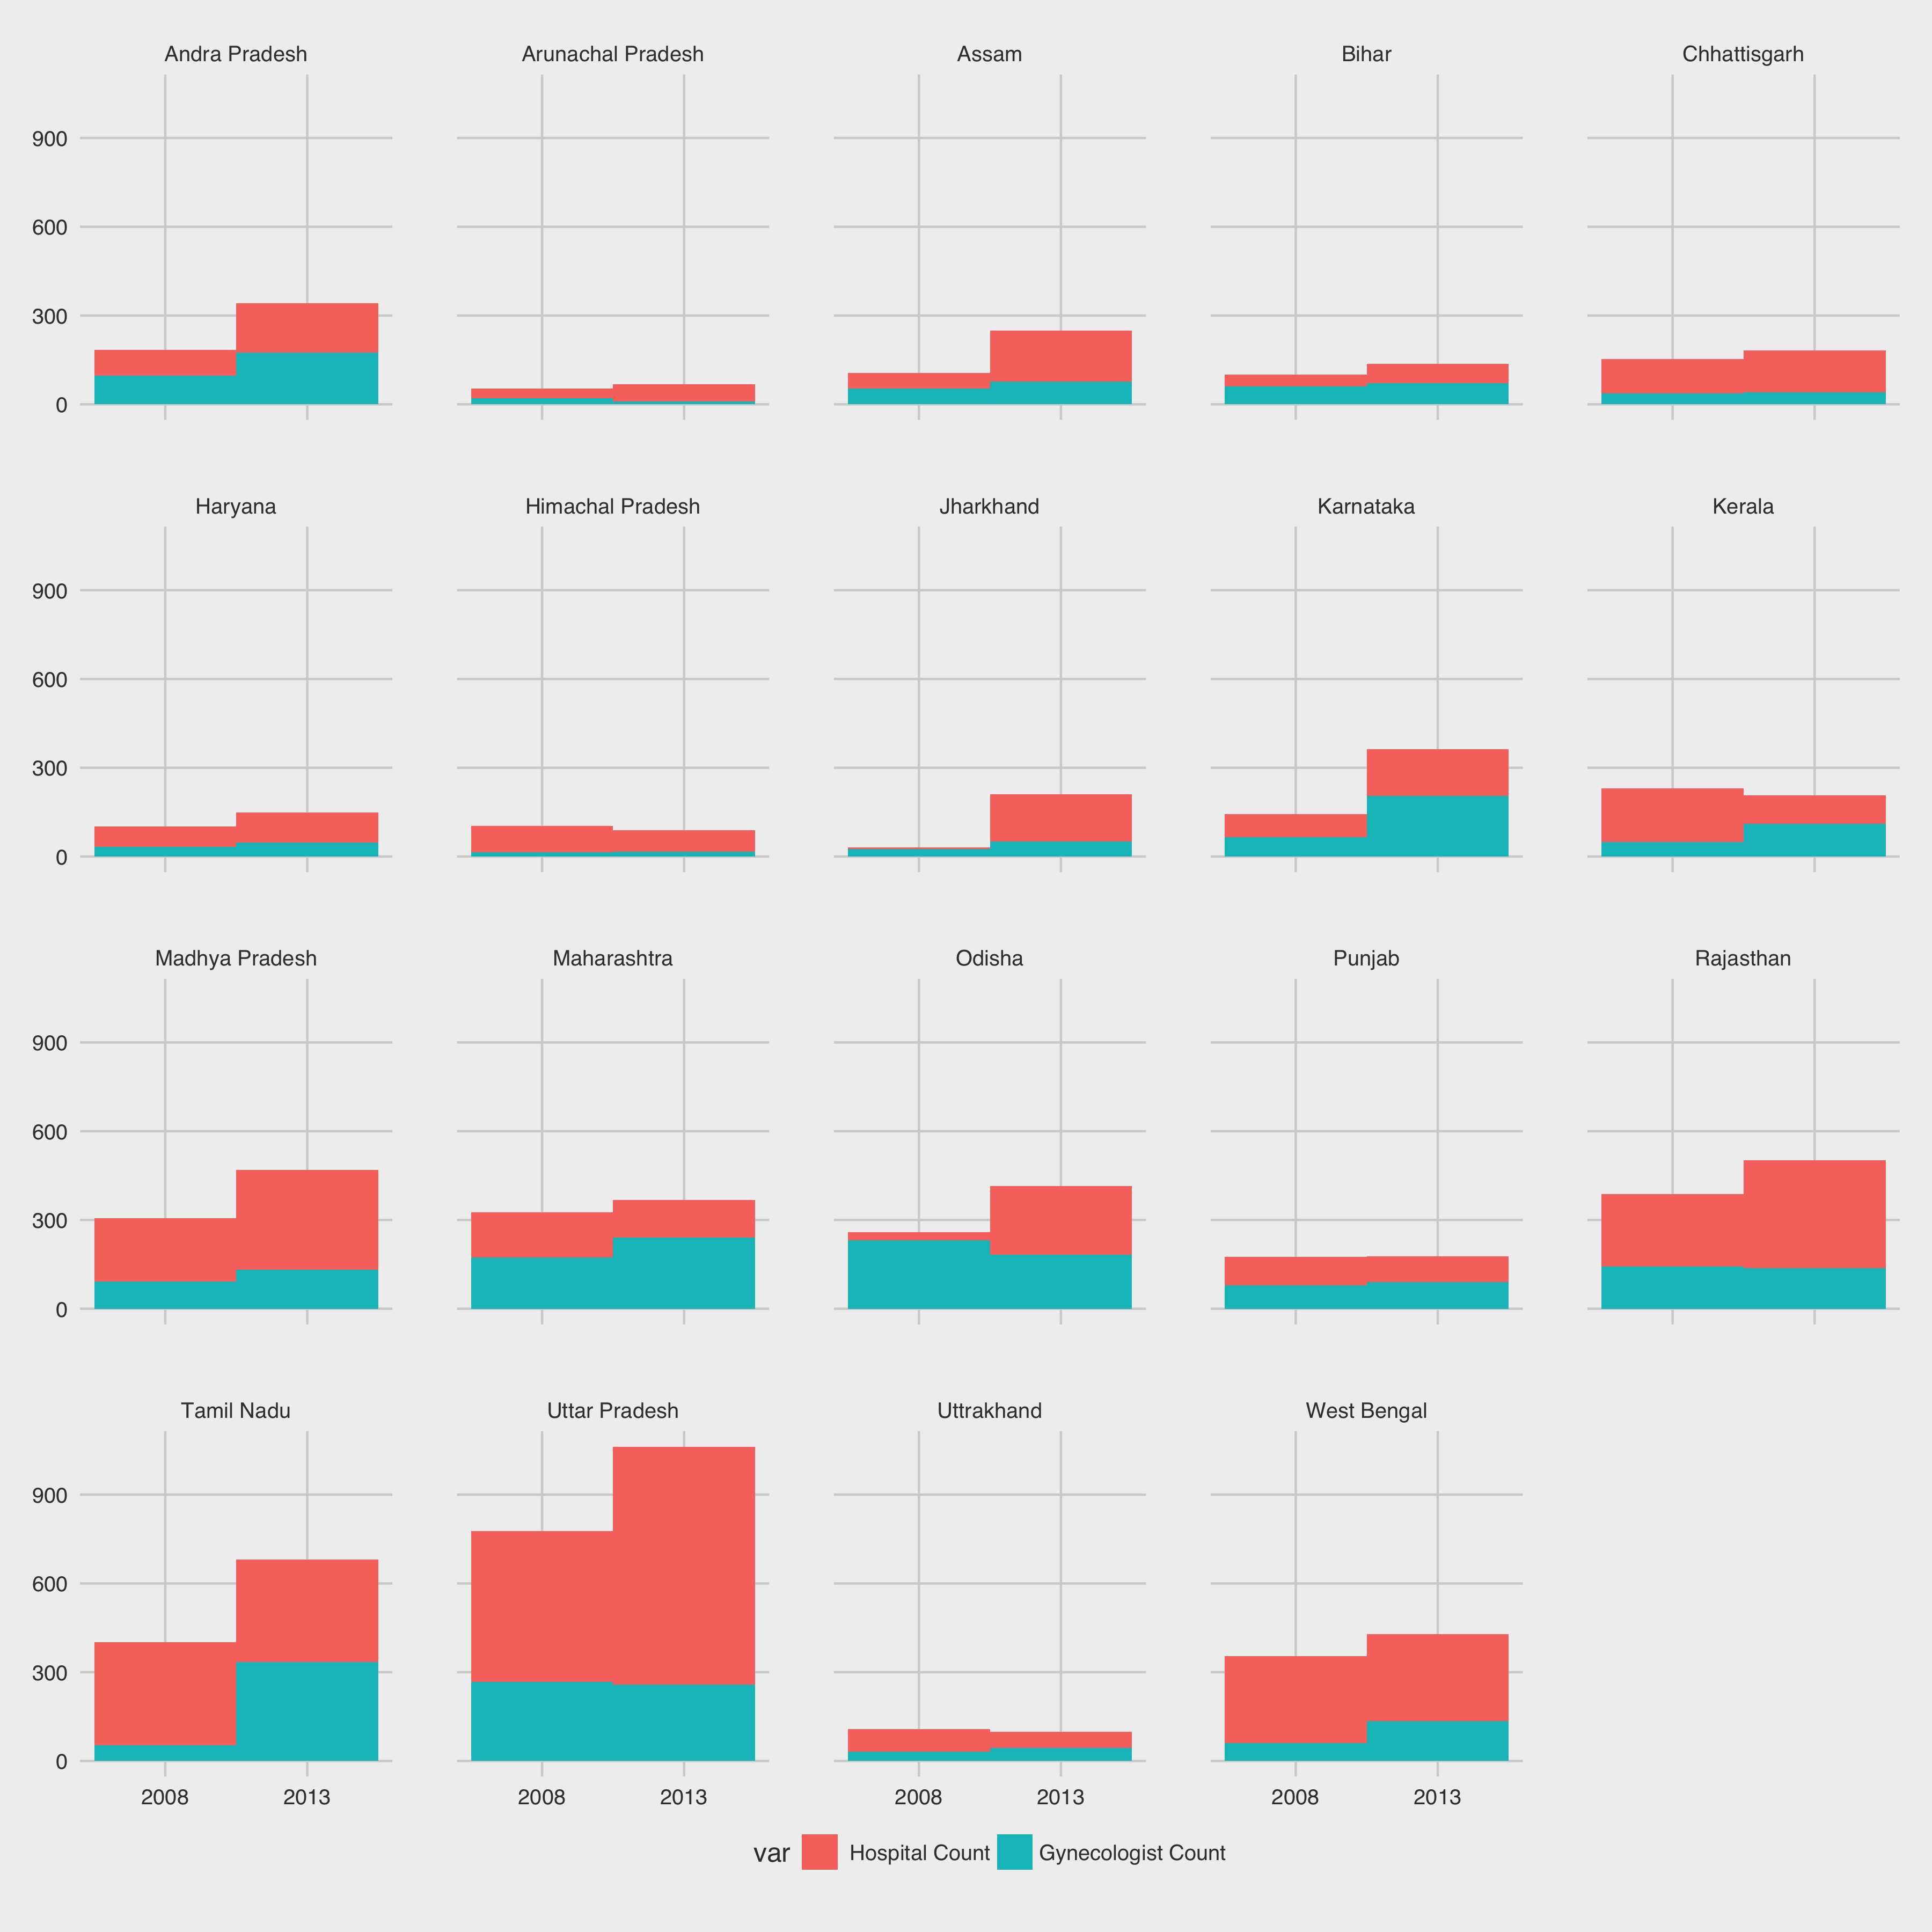 Andra Pradesh Arunachal Pradesh Assam Bihar Chhattisgarh
900
600
300
0
Haryana Himachal Pradesh Jharkhand Karnataka Kerala
900
600
300
0
Madhya Pradesh Maharashtra Odisha Punjab Rajasthan
900
600
300
0
Tamil Nadu Uttar Pradesh Uttrakhand West Bengal
900
600
300
0
2008 2013 2008 2013 2008 2013 2008 2013
var Hospital Count Gynecologist Count